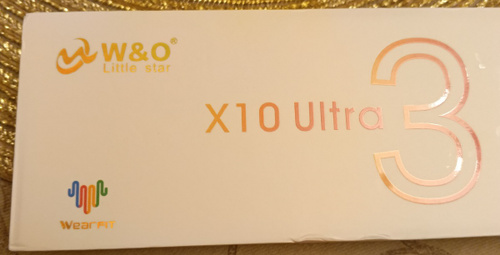 W&O®
Little star
X10 Ultra
3
WearFit